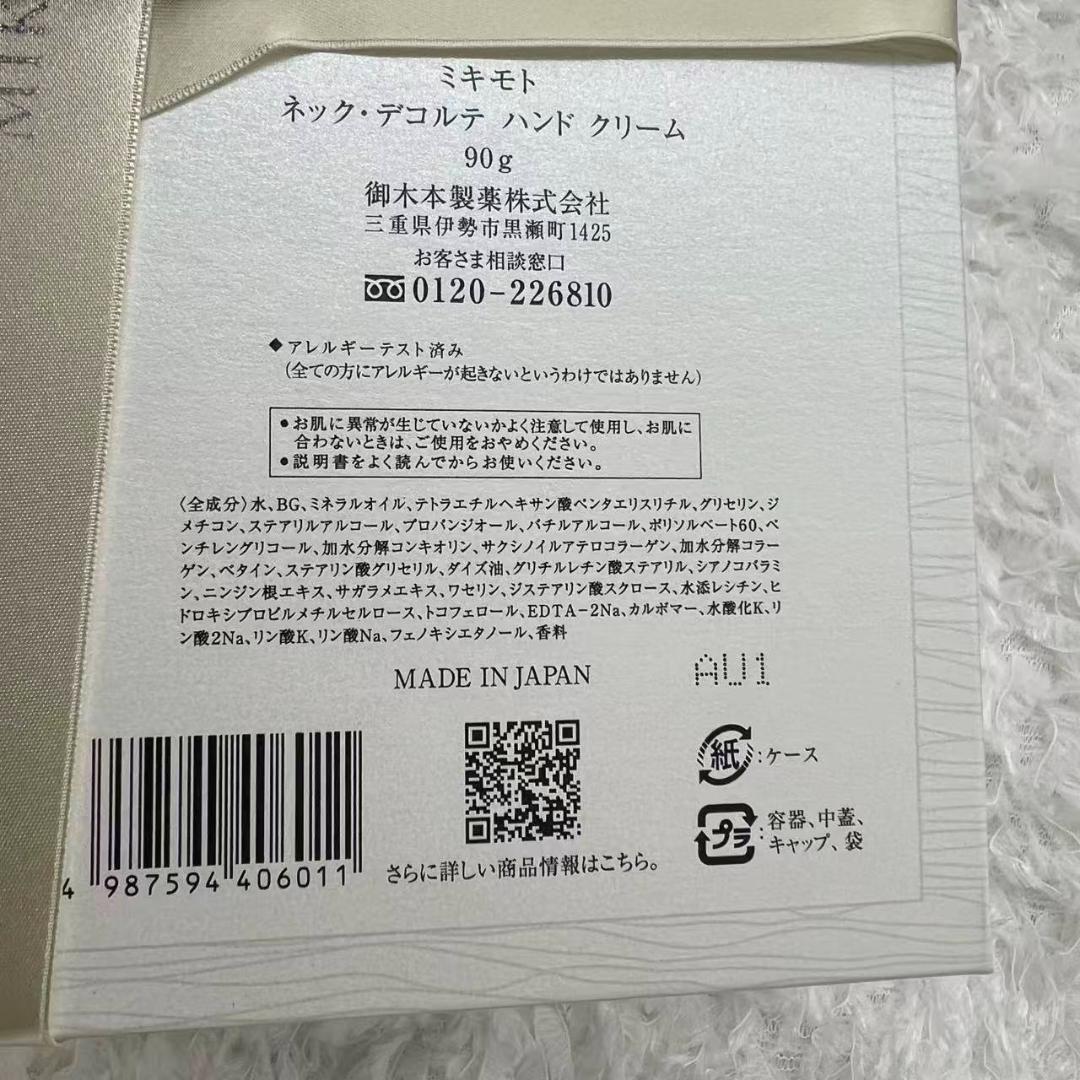 ミキモト
ネック・デコルテ ハンド クリーム
90g
御木本製薬株式会社
三重県伊勢市黒瀬町1425
お客さま相談窓口
0120-226810
◆アレルギーテスト済み
（全ての方にアレルギーが起きないというわけではありません）
●お肌に異常が生じていないかよく注意して使用し、お肌に
合わないときは、ご使用をおやめください。
●説明書をよく読んでからお使いください。
〈全成分〉水、BG、ミネラルオイル、テトラエチルヘキサン酸ペンタエリスリチル、グリセリン、ジ
メチコン、ステアリルアルコール、プロパンジオール、バチルアルコール、ポリソルベート60、ペ
ンチレングリコール、加水分解コンキオリン、サクシノイルアテロコラーゲン、加水分解コラー
ゲン、ベタイン、ステアリン酸グリセリル、ダイズ油、グリチルレチン酸ステアリル、シアノコバラミ
ン、ニンジン根エキス、サガラメエキス、ワセリン、ジステアリン酸スクロース、水添レシチン、ヒ
ドロキシプロピルメチルセルロース、トコフェロール、EDTA-2Na、カルボマー、水酸化K、リ
ン酸2Na、リン酸K、リン酸Na、フェノキシエタノール、香料
MADE IN JAPAN
AU1
紙:ケース
プラ:容器、中蓋、
キャップ、袋
さらに詳しい商品情報はこちら。
4 987594 406011